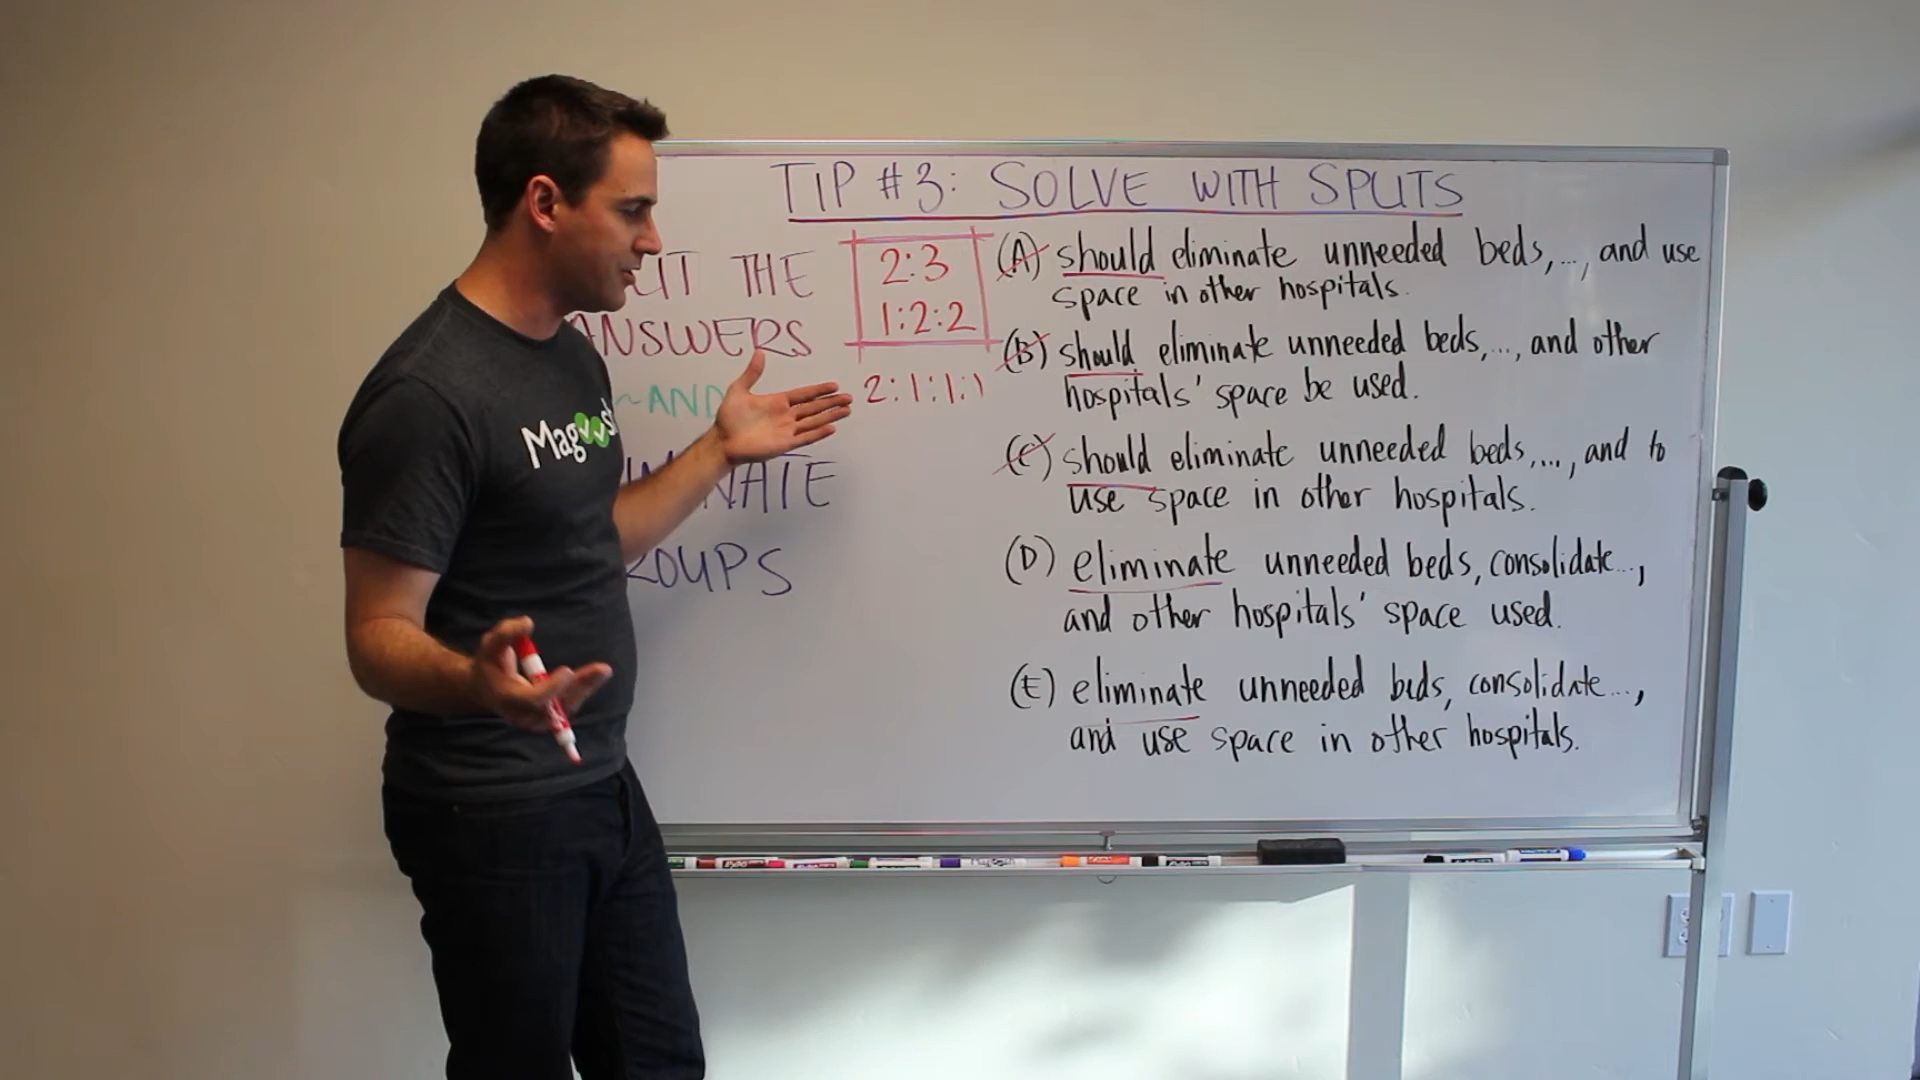 TIP #3: SOLVE WITH SPLITS
THE
ANSWERS
~AND
GROUPS
2:3
1:2:2
2:1:1:1
(A) should eliminate unneeded beds,..., and use
space in other hospitals.
(B) should eliminate unneeded beds,..., and other
hospitals' space be used.
(C) should eliminate unneeded beds,..., and to
use space in other hospitals.
(D) eliminate unneeded beds, consolidate...,
and other hospitals' space used.
(E) eliminate unneeded beds, consolidate...,
and use space in other hospitals.
Magoosh